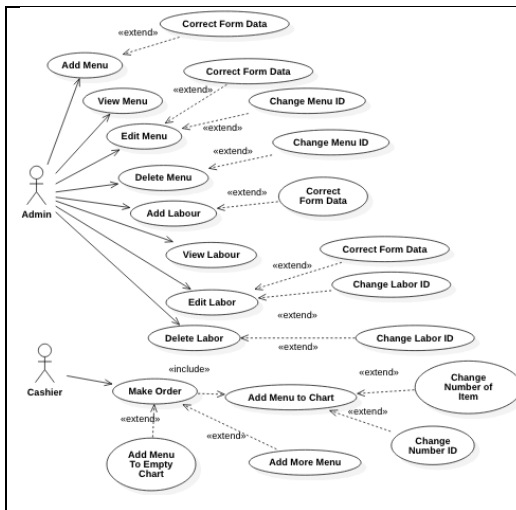 Correct Form Data
«extend»
Add Menu
Correct Form Data
«extend»
View Menu
Change Menu ID
«extend»
Edit Menu
Change Menu ID
«extend»
Delete Menu
«extend»
Correct
Form Data
Add Labour
Admin
Correct Form Data
View Labour
«extend»
Change Labor ID
«extend»
Edit Labor
«extend»
Delete Labor
Change Labor ID
«extend»
«include»
«extend»
Change
Number of
Item
Cashier
Make Order
Add Menu to Chart
«extend»
«extend»
«extend»
Change
Number ID
Add Menu
To Empty
Chart
Add More Menu